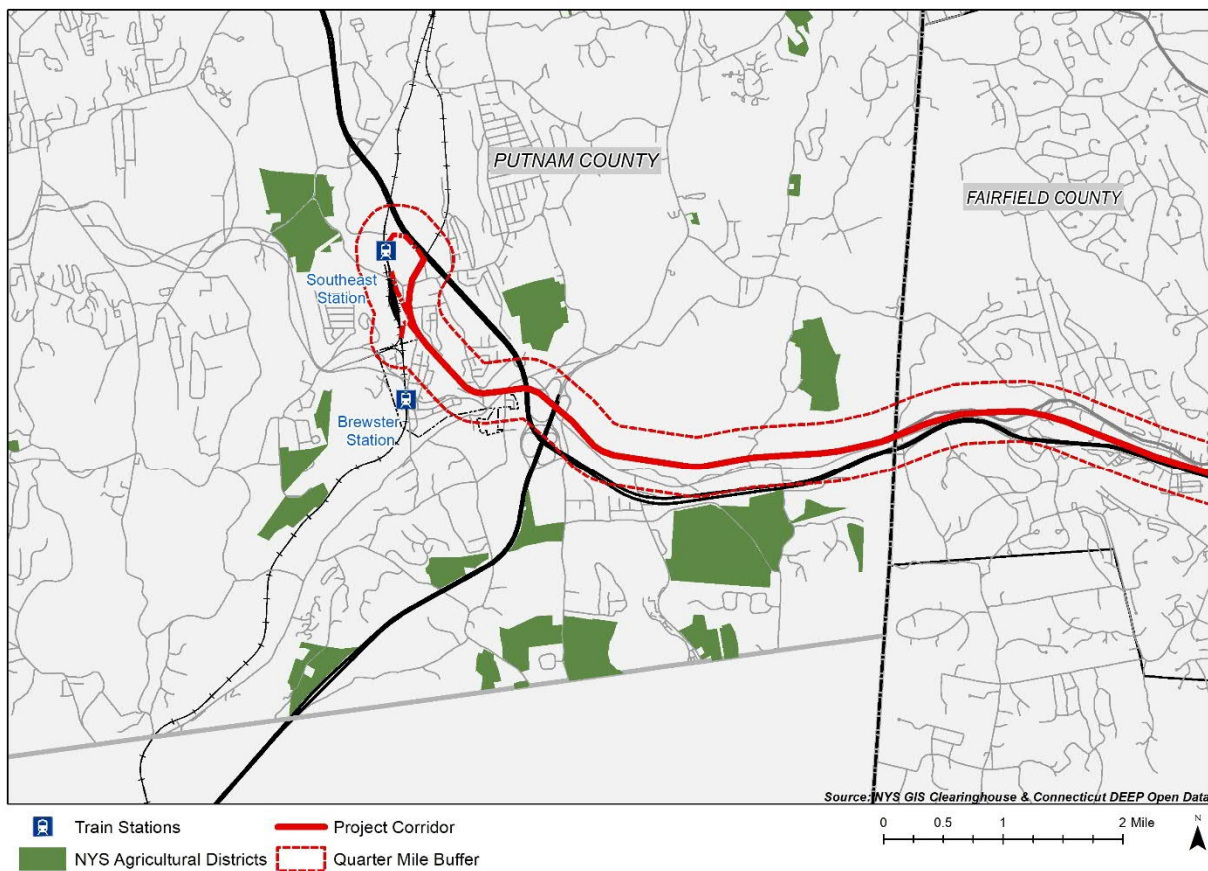 PUTNAM COUNTY
FAIRFIELD COUNTY
Southeast
Station
Brewster
Station
Source: NYS GIS Clearinghouse & Connecticut DEEP Open Data
Train Stations
Project Corridor
NYS Agricultural Districts
Quarter Mile Buffer
0 0.5 1 2 Mile
N